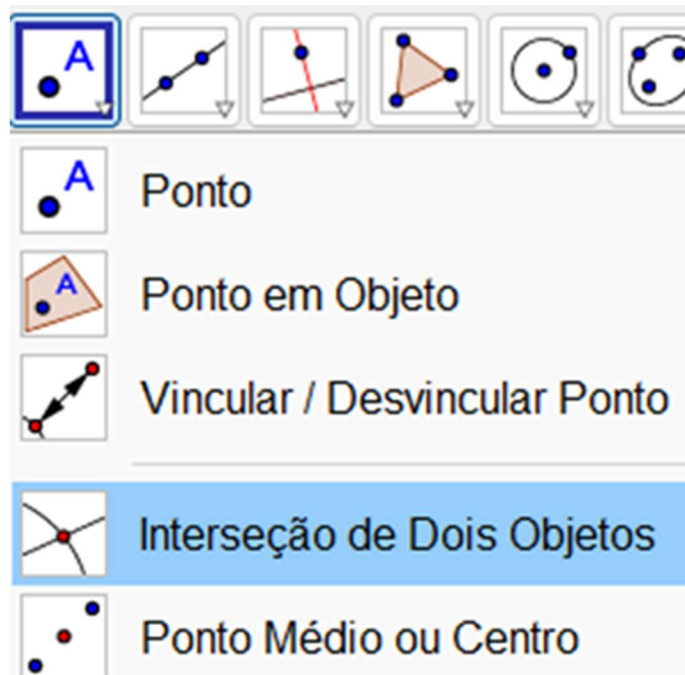 A
A
Ponto
A
Ponto em Objeto
Vincular / Desvincular Ponto
Interseção de Dois Objetos
Ponto Médio ou Centro